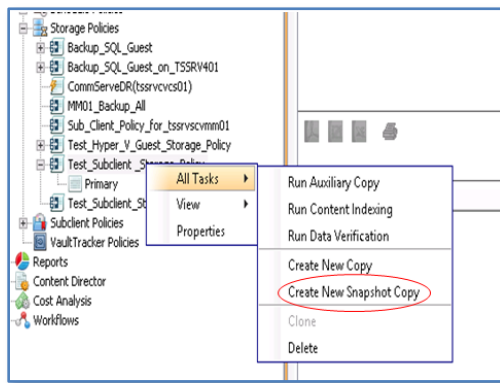 Storage Policies
Backup_SQL_Guest
Backup_SQL_Guest_on_TSSRV401
CommServeDR(tssrvcvcs01)
MM01_Backup_All
Sub_Client_Policy_for_tssrvscvmm01
Test_Hyper_V_Guest_Storage_Policy
Test_Subclient _Storage_Policy
Primary
Test_Subclient_St
Subclient Policies
VaultTracker Policies
Reports
Content Director
Cost Analysis
Workflows
All Tasks
View
Properties
Run Auxiliary Copy
Run Content Indexing
Run Data Verification
Create New Copy
Create New Snapshot Copy
Clone
Delete